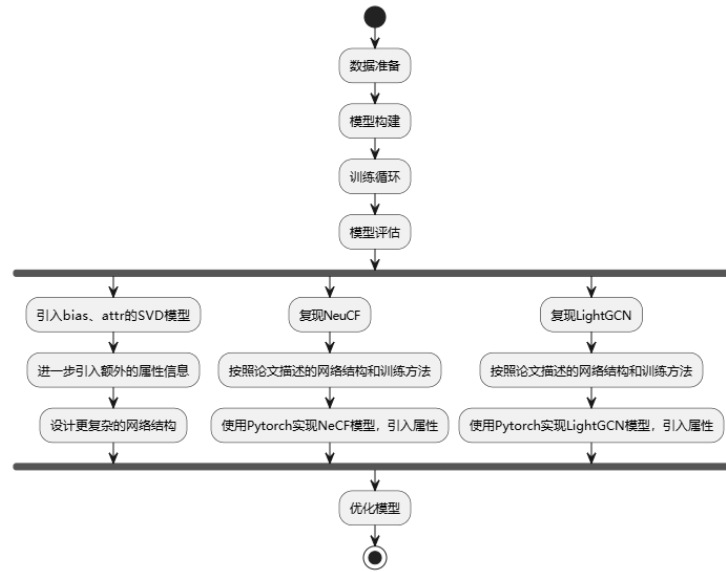 数据准备
模型构建
训练循环
模型评估
引入bias、attr的SVD模型
进一步引入额外的属性信息
设计更复杂的网络结构
复现NeuCF
按照论文描述的网络结构和训练方法
使用Pytorch实现NeCF模型，引入属性
复现LightGCN
按照论文描述的网络结构和训练方法
使用Pytorch实现LightGCN模型，引入属性
优化模型